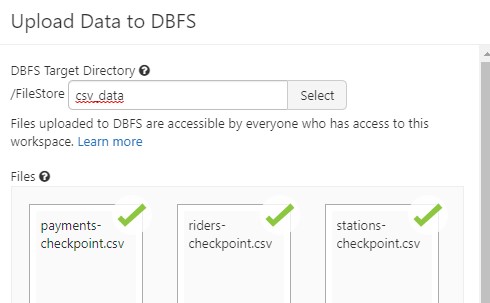 Upload Data to DBFS
DBFS Target Directory ?
/FileStore csv_data Select
Files uploaded to DBFS are accessible by everyone who has access to this
workspace. Learn more
Files ?
payments-
checkpoint.csv
riders-
checkpoint.csv
stations-
checkpoint.csv